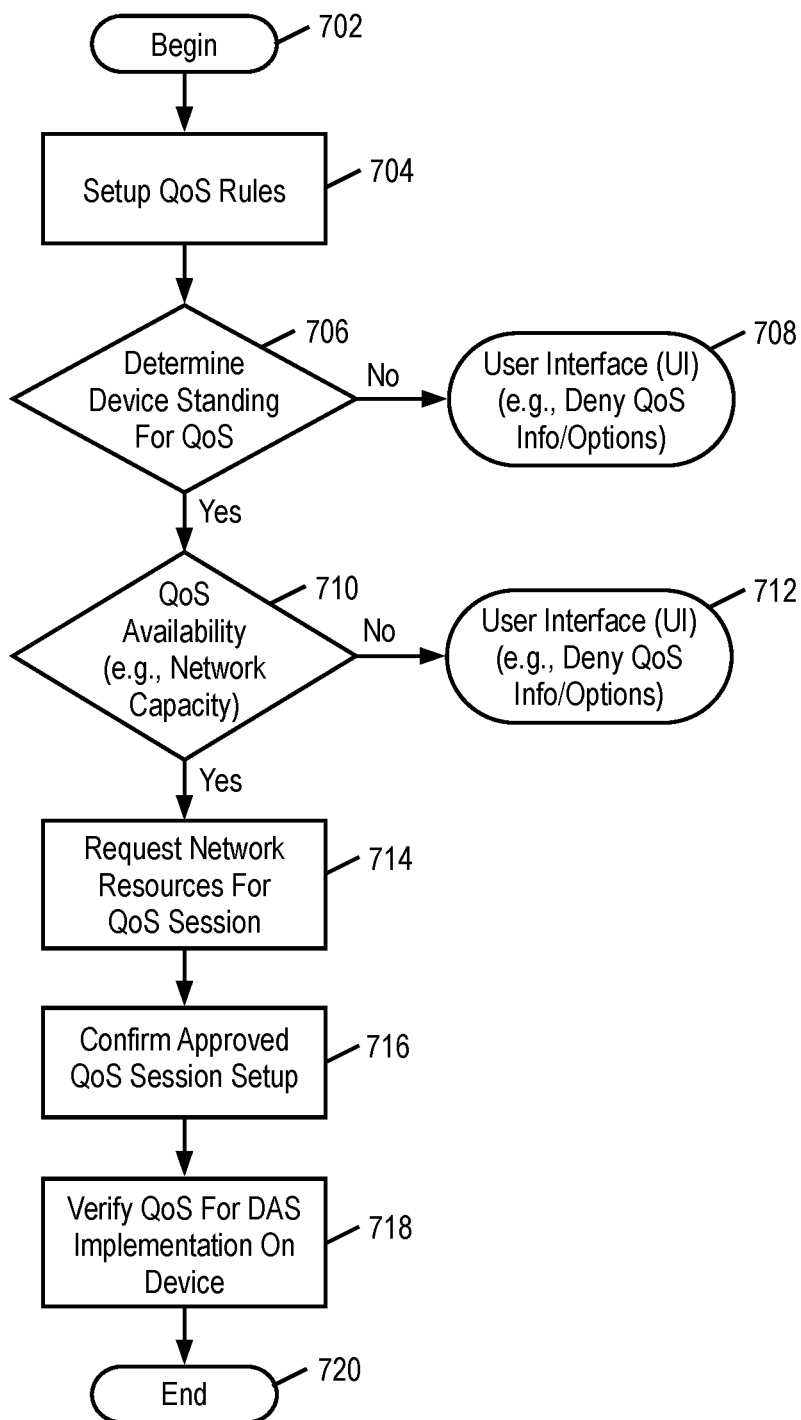 Begin
702
Setup QoS Rules
704
Determine
Device Standing
For QoS
706
No
User Interface (UI)
(e.g., Deny QoS
Info/Options)
708
Yes
QoS
Availability
(e.g., Network
Capacity)
710
No
User Interface (UI)
(e.g., Deny QoS
Info/Options)
712
Yes
Request Network
Resources For
QoS Session
714
Confirm Approved
QoS Session Setup
716
Verify QoS For DAS
Implementation On
Device
718
End
720